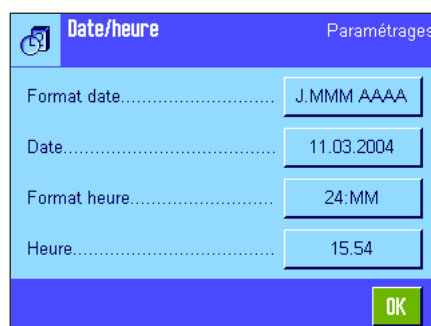 Date/heure Paramétrages
Format date............................ J.MMM AAAA
Date....................................... 11.03.2004
Format heure.......................... 24:MM
Heure..................................... 15.54
OK